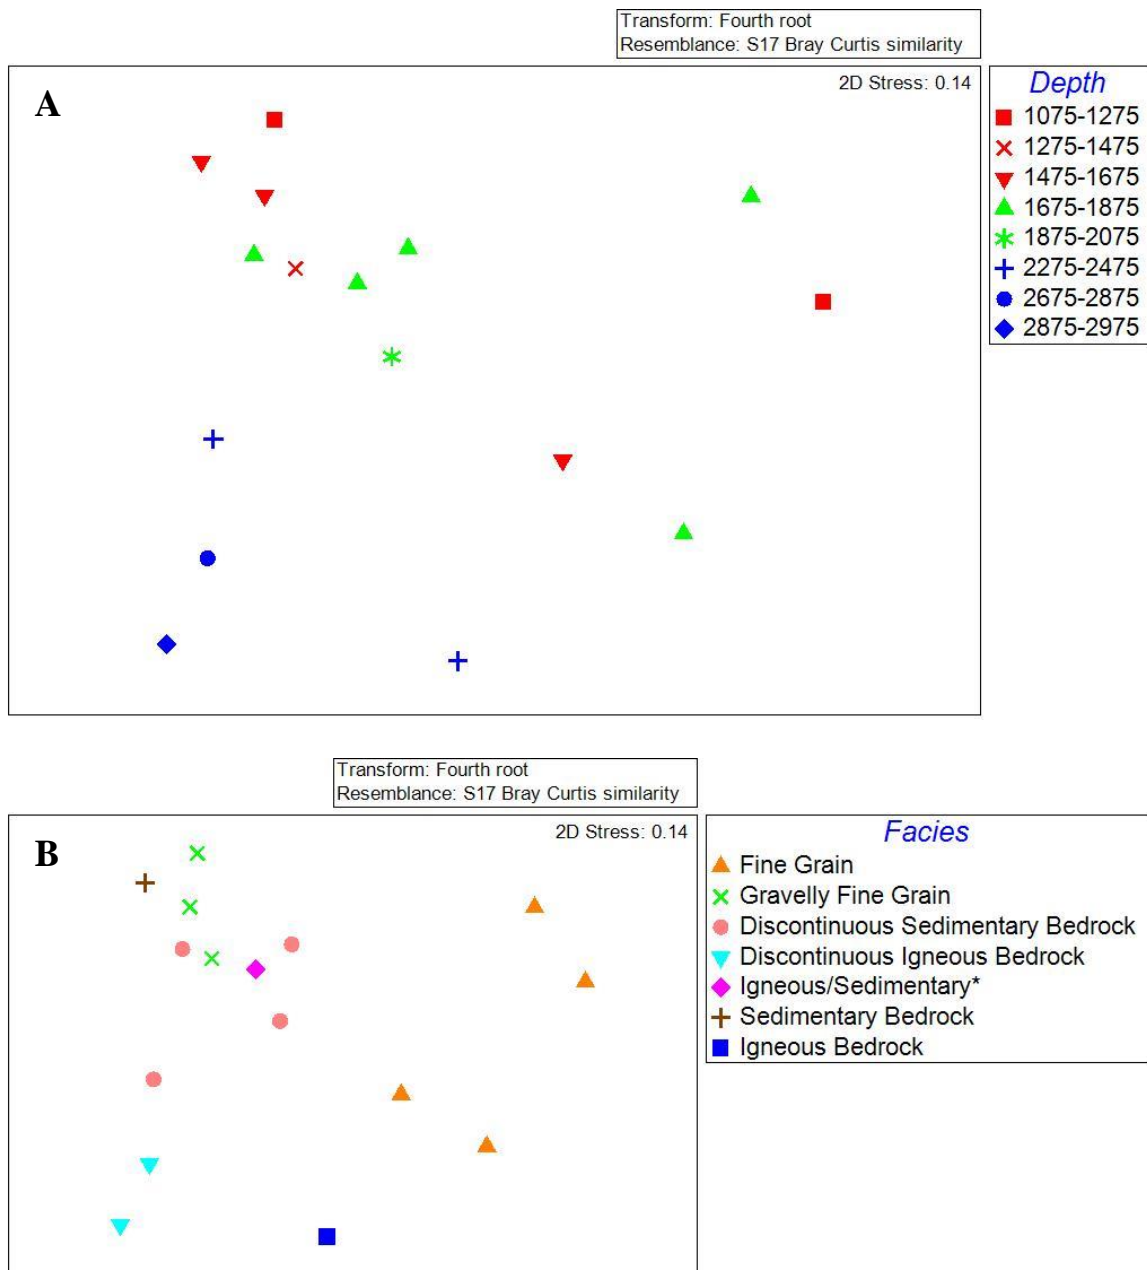 Transform: Fourth root
Resemblance: S17 Bray Curtis similarity
A
2D Stress: 0.14
Depth
1075-1275
1275-1475
1475-1675
1675-1875
1875-2075
2275-2475
2675-2875
2875-2975
Transform: Fourth root
Resemblance: S17 Bray Curtis similarity
B
2D Stress: 0.14
Facies
Fine Grain
Gravelly Fine Grain
Discontinuous Sedimentary Bedrock
Discontinuous Igneous Bedrock
Igneous/Sedimentary*
Sedimentary Bedrock
Igneous Bedrock